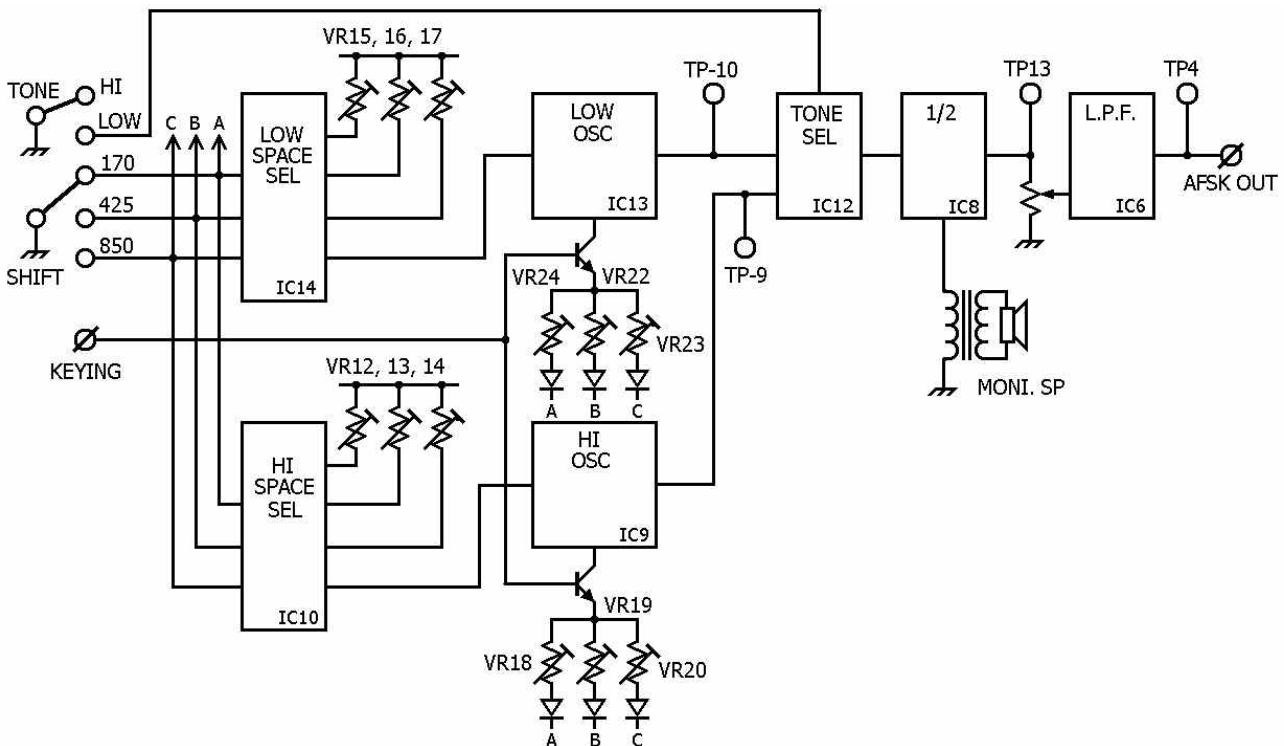 VR15, 16, 17
TONE
HI
LOW
C B A
170
425
850
SHIFT
LOW
SPACE
SEL
IC14
LOW
OSC
IC13
TP-10
TONE
SEL
IC12
TP-9
1/2
IC8
TP13
L.P.F.
IC6
TP4
AFSK OUT
MONI. SP
KEYING
VR24
VR22
VR23
A B C
VR12, 13, 14
HI
SPACE
SEL
IC10
HI
OSC
IC9
VR19
VR18
VR20
A B C